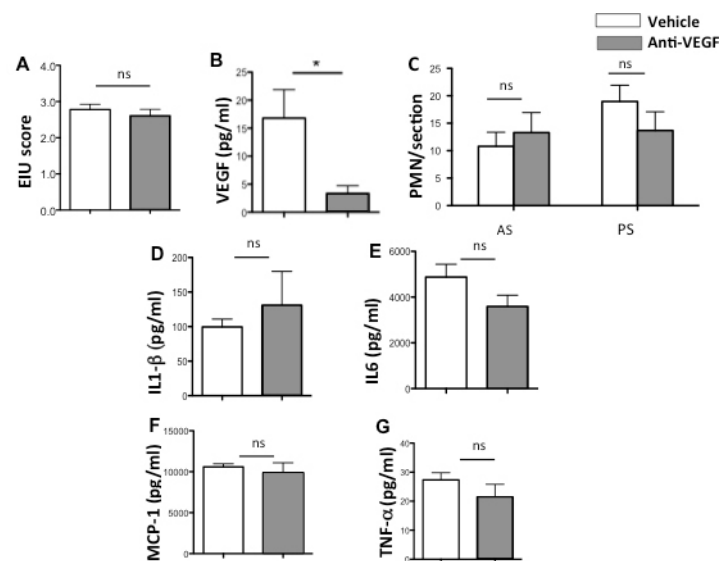 Vehicle
Anti-VEGF
A
ns
4.0
3.0
2.0
1.0
0.0
EIU score
B
*
25
20
15
10
5
0
VEGF (pg/ml)
C
ns
ns
25
20
15
10
5
0
PMN/section
AS
PS
D
ns
200
150
100
50
0
IL1-β (pg/ml)
E
ns
6000
4000
2000
0
IL6 (pg/ml)
F
ns
15000
10000
5000
0
MCP-1 (pg/ml)
G
ns
40
30
20
10
0
TNF-α (pg/ml)